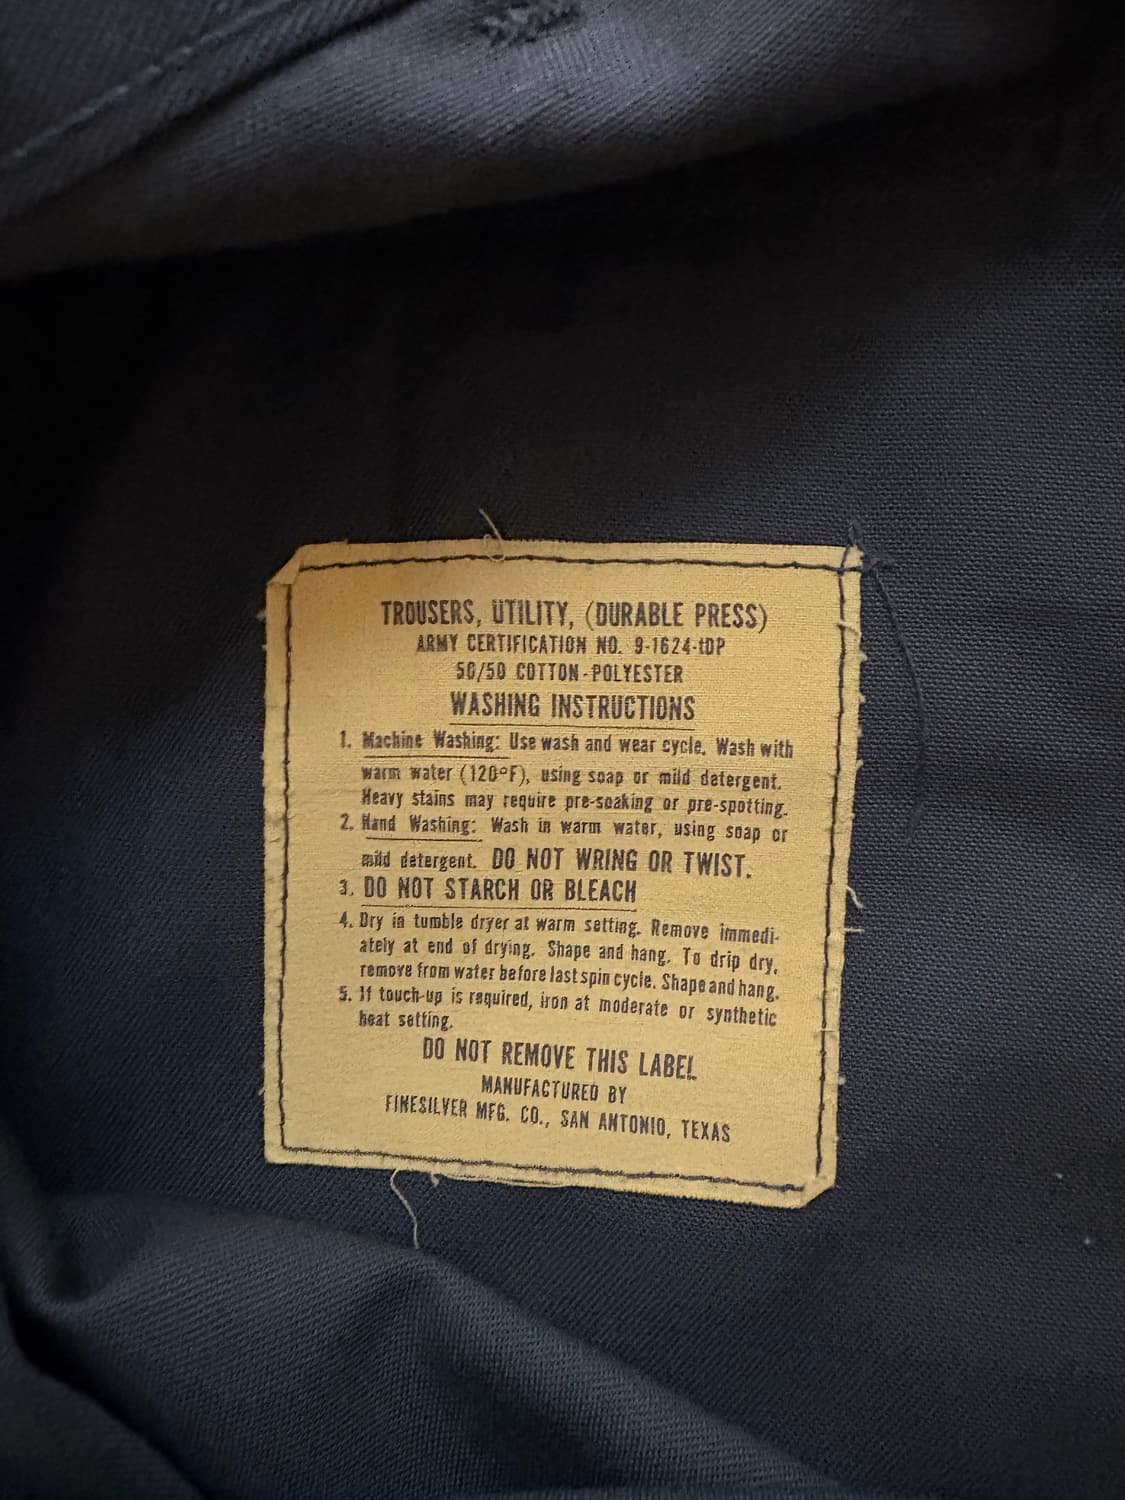 TROUSERS, UTILITY, (DURABLE PRESS)
ARMY CERTIFICATION NO. 9-1624-tDP
50/50 COTTON-POLYESTER
WASHING INSTRUCTIONS
1. Machine Washing: Use wash and wear cycle. Wash with
warm water (120°F), using soap or mild detergent.
Heavy stains may require pre-soaking or pre-spotting.
2. Hand Washing: Wash in warm water, using soap or
mild detergent. DO NOT WRING OR TWIST.
3. DO NOT STARCH OR BLEACH
4. Dry in tumble dryer at warm setting. Remove immedi-
ately at end of drying. Shape and hang. To drip dry,
remove from water before last spin cycle. Shape and hang.
5. If touch-up is required, iron at moderate or synthetic
heat setting.
DO NOT REMOVE THIS LABEL
MANUFACTURED BY
FINESILVER MFG. CO., SAN ANTONIO, TEXAS